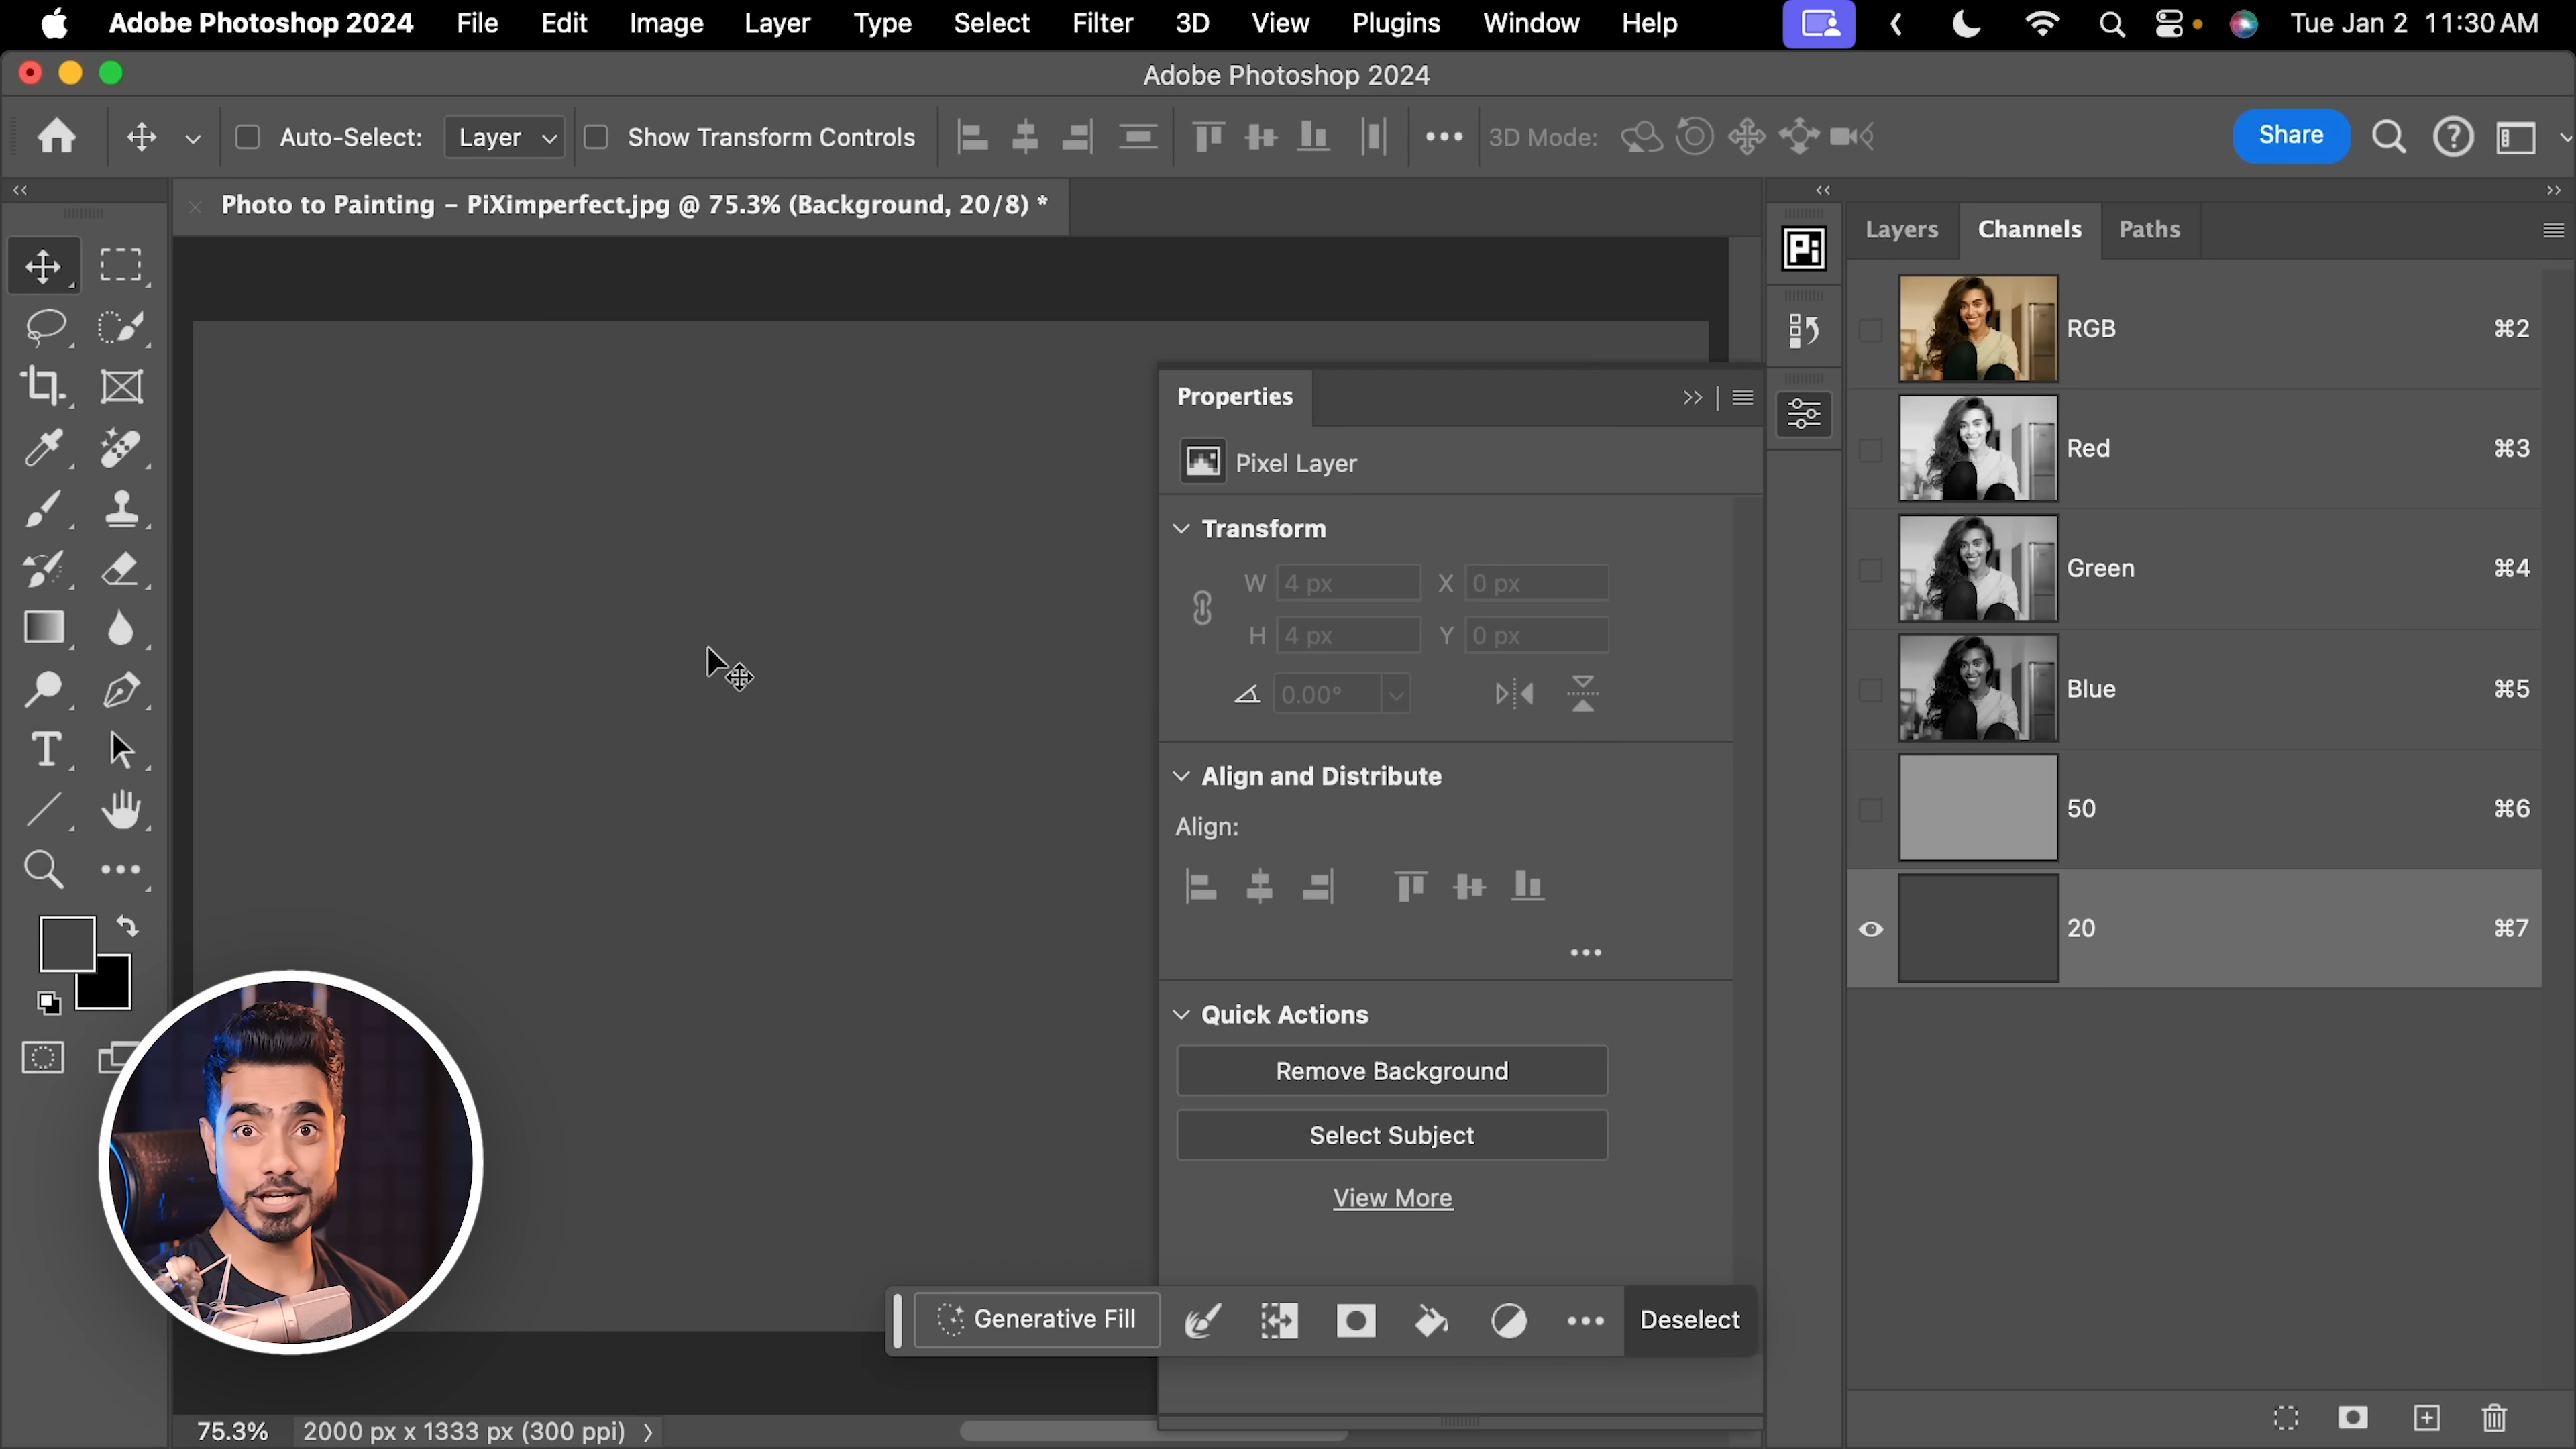 Adobe Photoshop 2024 File Edit Image Layer Type Select Filter 3D View Plugins Window Help Tue Jan 2 11:30 AM
Adobe Photoshop 2024
Auto-Select: Layer Show Transform Controls 3D Mode: Share
Photo to Painting – PiXimperfect.jpg @ 75.3% (Background, 20/8) *
Properties
Pixel Layer
Transform
W 4 px X 0 px
H 4 px Y 0 px
0.00°
Align and Distribute
Align:
Quick Actions
Remove Background
Select Subject
View More
Generative Fill Deselect
75.3% 2000 px x 1333 px (300 ppi)
Pi
Layers Channels Paths
RGB ⌘2
Red ⌘3
Green ⌘4
Blue ⌘5
50 ⌘6
20 ⌘7